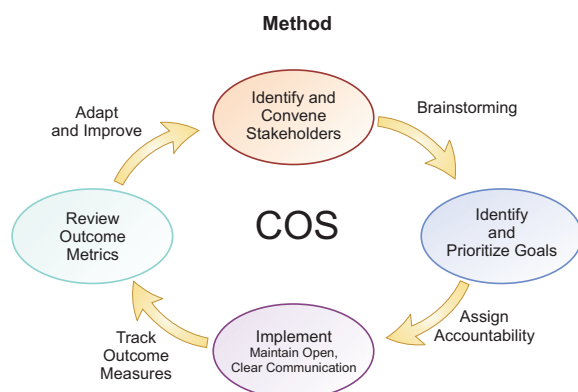 Method
Identify and
Convene
Stakeholders
Brainstorming
Identify
and
Prioritize Goals
Assign
Accountability
Implement
Maintain Open,
Clear Communication
Track
Outcome
Measures
Review
Outcome
Metrics
Adapt
and Improve
COS